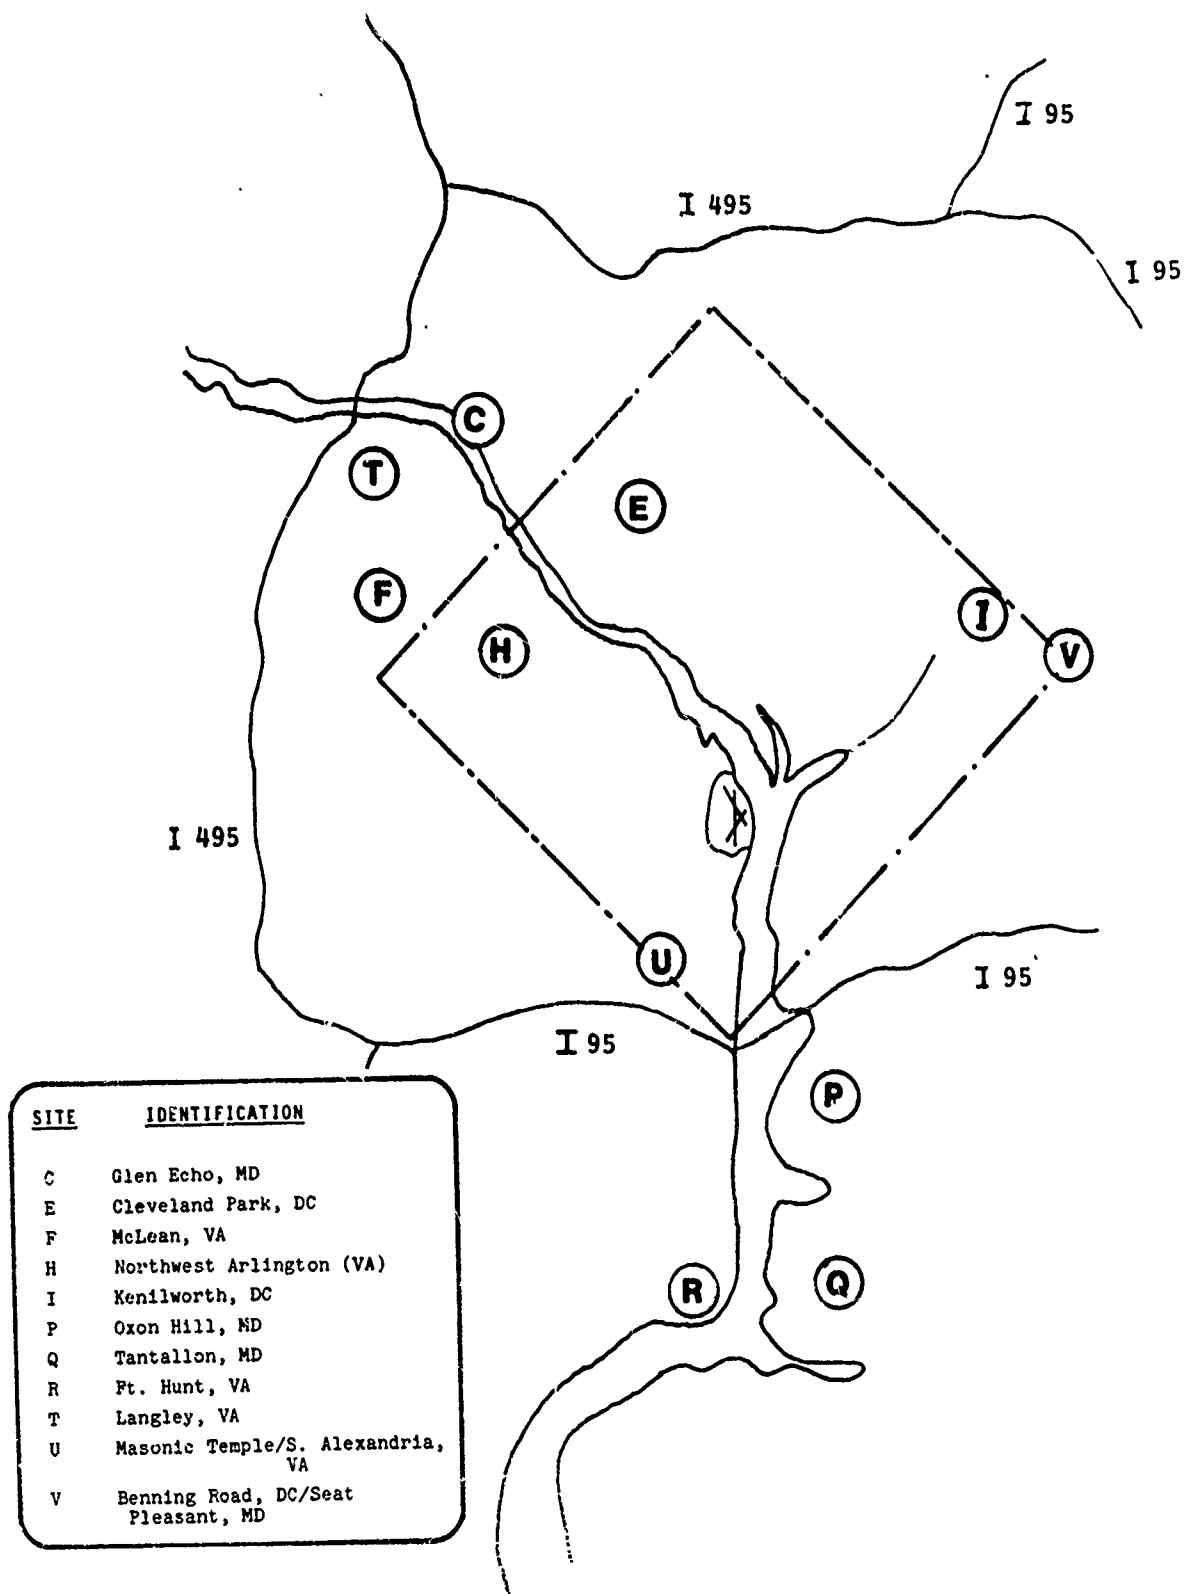 I 95
I 495
I 95
C
T
E
F
I
H
V
I 495
U
I 95
I 95
P
R
Q
SITE IDENTIFICATION
C Glen Echo, MD
E Cleveland Park, DC
F McLean, VA
H Northwest Arlington (VA)
I Kenilworth, DC
P Oxon Hill, MD
Q Tantallon, MD
R Ft. Hunt, VA
T Langley, VA
U Masonic Temple/S. Alexandria,
VA
V Benning Road, DC/Seat
Pleasant, MD